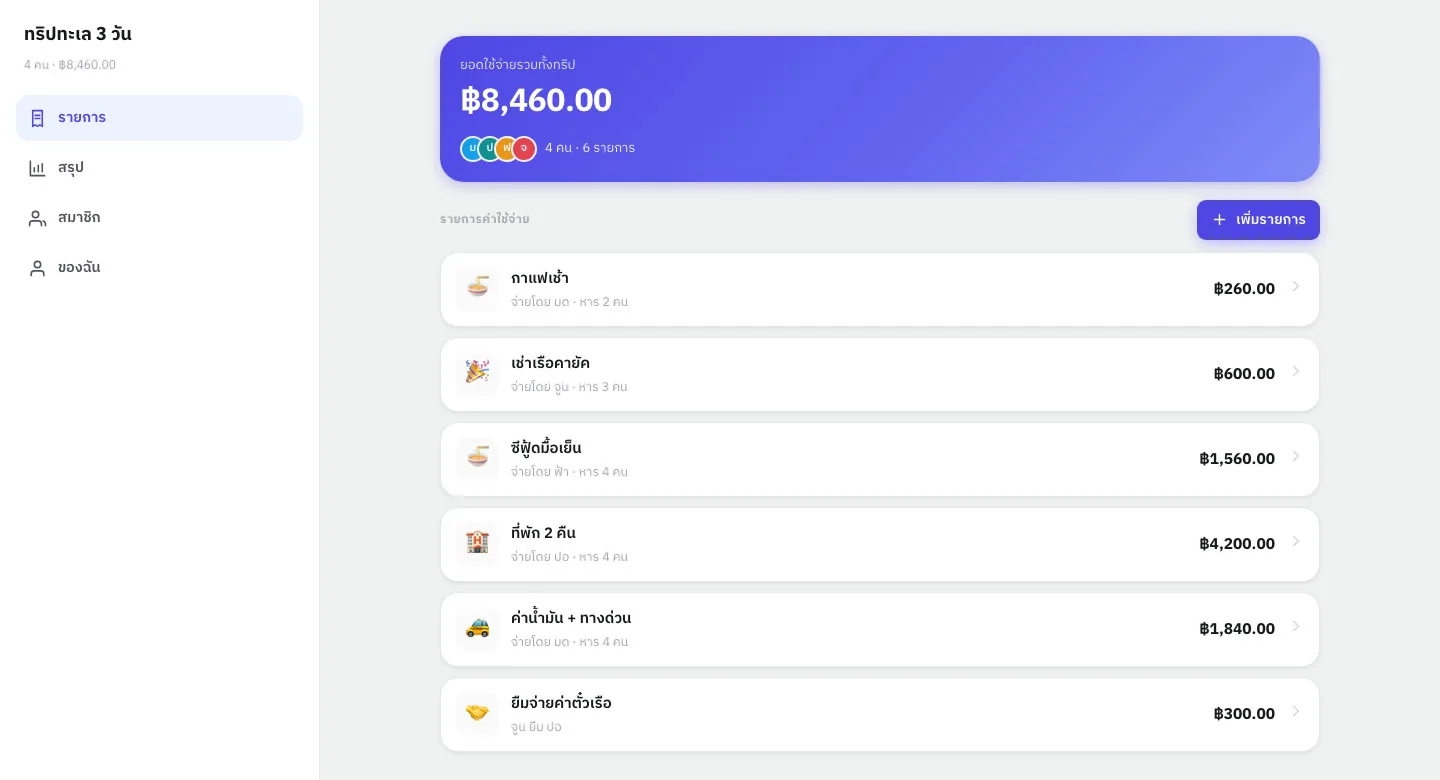 ทริปทะเล 3 วัน
4 คน · ฿8,460.00
รายการ
สรุป
สมาชิก
ของฉัน
ยอดใช้จ่ายรวมทั้งทริป
฿8,460.00
ม ป ฟ จ 4 คน · 6 รายการ
รายการค่าใช้จ่าย
+ เพิ่มรายการ
กาแฟเช้า
จ่ายโดย มด · หาร 2 คน
฿260.00
เช่าเรือคายัค
จ่ายโดย จูน · หาร 3 คน
฿600.00
ซีฟู้ดมื้อเย็น
จ่ายโดย ฟ้า · หาร 4 คน
฿1,560.00
ที่พัก 2 คืน
จ่ายโดย ปอ · หาร 4 คน
฿4,200.00
ค่าน้ำมัน + ทางด่วน
จ่ายโดย มด · หาร 4 คน
฿1,840.00
ยืมจ่ายค่าตั๋วเรือ
จูน ยืม ปอ
฿300.00